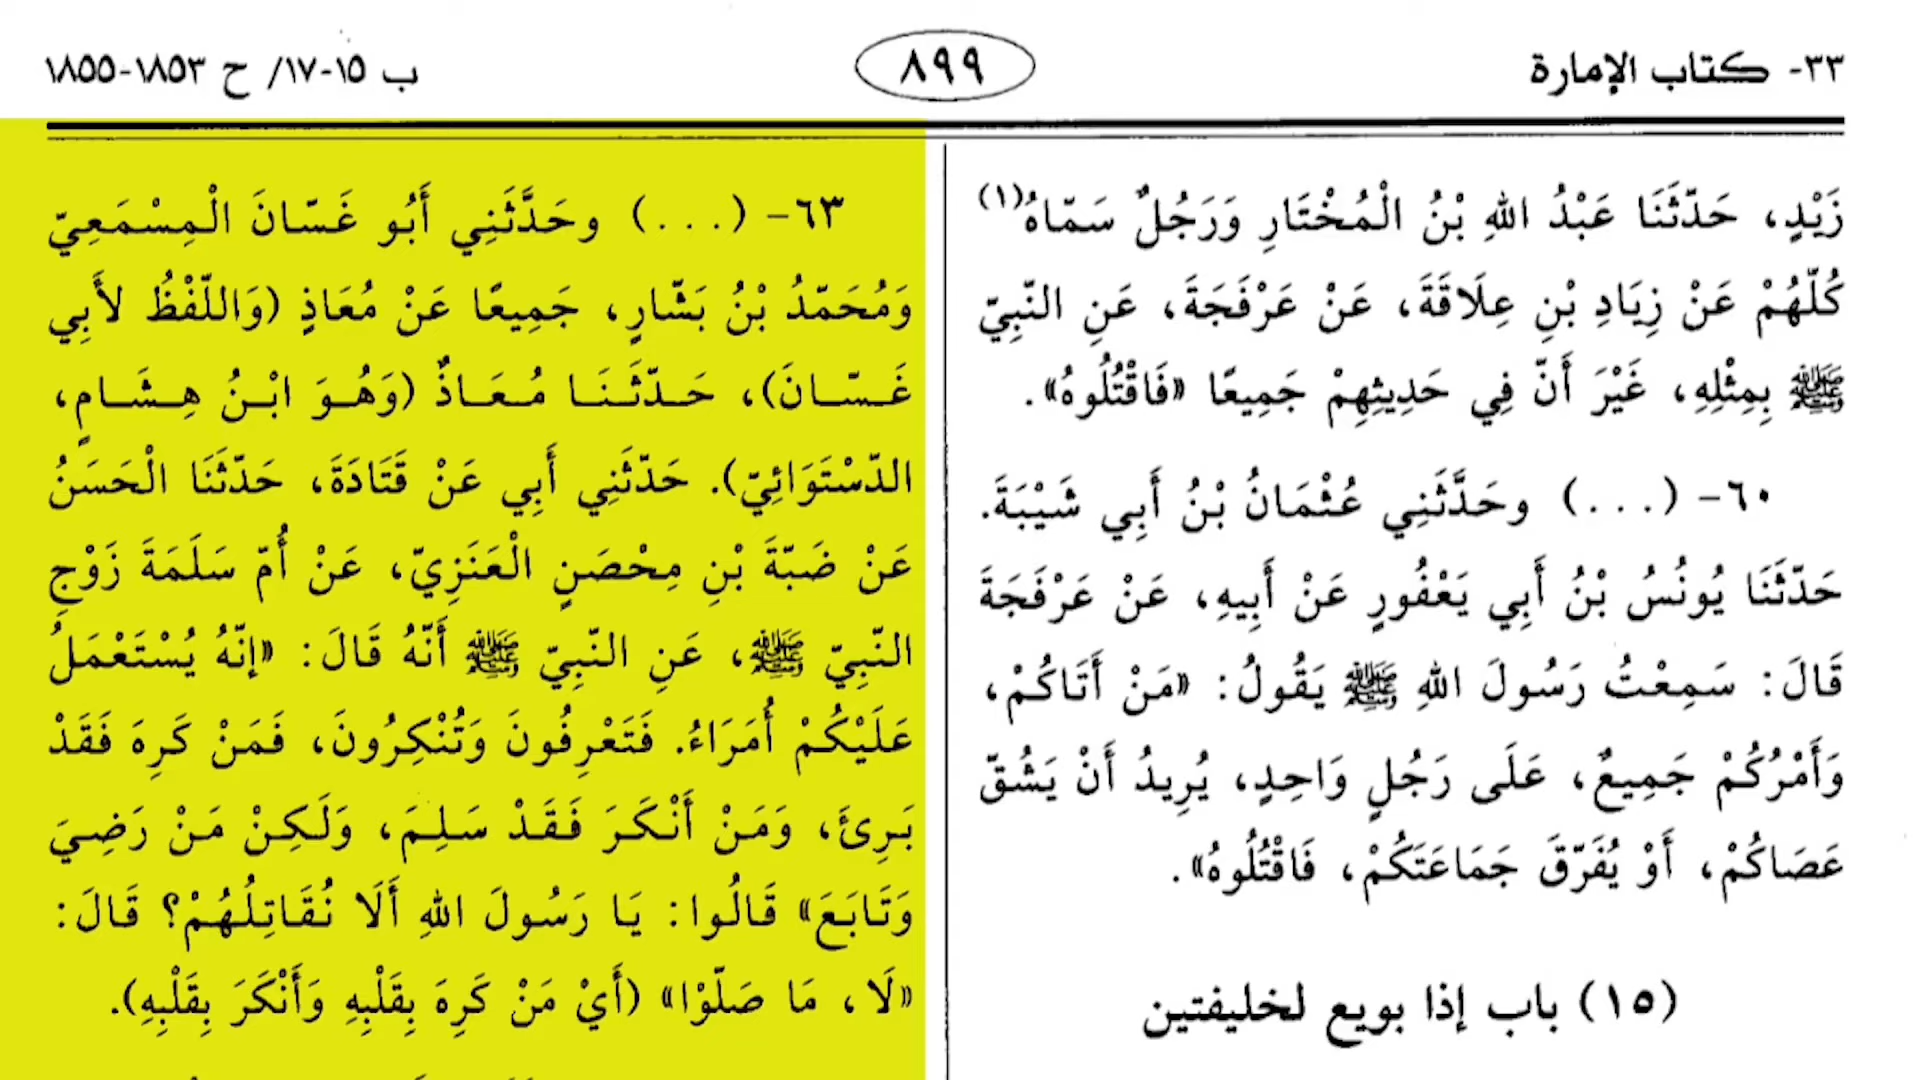 ٣٣- كتاب الإمارة
٨٩٩
ب ١٥-١٧/ ح ١٨٥٣-١٨٥٥
زَيْدٍ، حَدّثَنَا عَبْدُ اللهِ بْنُ الْمُخْتَارِ وَرَجُلٌ سَمّاهُ(١)
كُلّهُمْ عَنْ زِيَادِ بْنِ عِلَاقَةَ، عَنْ عَرْفَجَةَ، عَنِ النّبِيّ
ﷺ بِمِثْلِهِ، غَيْرَ أَنّ فِي حَدِيثِهِمْ جَمِيعًا «فَاقْتُلُوهُ».
٦٠- (...) وحَدَّثَنِي عُثْمَانُ بْنُ أَبِي شَيْبَةَ.
حَدّثَنَا يُونُسُ بْنُ أَبِي يَعْفُورٍ عَنْ أَبِيهِ، عَنْ عَرْفَجَةَ
قَالَ: سَمِعْتُ رَسُولَ اللهِ ﷺ يَقُولُ: «مَنْ أَتَاكُمْ،
وَأَمْرُكُمْ جَمِيعٌ، عَلَى رَجُلٍ وَاحِدٍ، يُرِيدُ أَنْ يَشُقّ
عَصَاكُمْ، أَوْ يُفَرّقَ جَمَاعَتَكُمْ، فَاقْتُلُوهُ».
(١٥) باب إذا بويع لخليفتين
٦٣- (...) وحَدَّثَنِي أَبُو غَسّانَ الْمِسْمَعِيّ
وَمُحَمّدُ بْنُ بَشّارٍ، جَمِيعًا عَنْ مُعَاذٍ (وَاللّفْظُ لأَبِي
غَسّانَ)، حَدّثَنَا مُعَاذٌ (وَهُوَ ابْنُ هِشَامٍ،
الدّسْتَوَائِيّ). حَدّثَنِي أَبِي عَنْ قَتَادَةَ، حَدّثَنَا الْحَسَنُ
عَنْ ضَبّةَ بْنِ مِحْصَنٍ الْعَنَزِيّ، عَنْ أُمّ سَلَمَةَ زَوْجِ
النّبِيّ ﷺ، عَنِ النّبِيّ ﷺ أَنّهُ قَالَ: «إنّهُ يُسْتَعْمَلُ
عَلَيْكُمْ أُمَرَاءُ. فَتَعْرِفُونَ وَتُنْكِرُونَ، فَمَنْ كَرِهَ فَقَدْ
بَرِئَ، وَمَنْ أَنْكَرَ فَقَدْ سَلِمَ، وَلَكِنْ مَنْ رَضِيَ
وَتَابَعَ» قَالُوا: يَا رَسُولَ اللهِ أَلَا نُقَاتِلُهُمْ؟ قَالَ:
«لَا، مَا صَلّوْا» (أَيْ مَنْ كَرِهَ بِقَلْبِهِ وَأَنْكَرَ بِقَلْبِهِ).